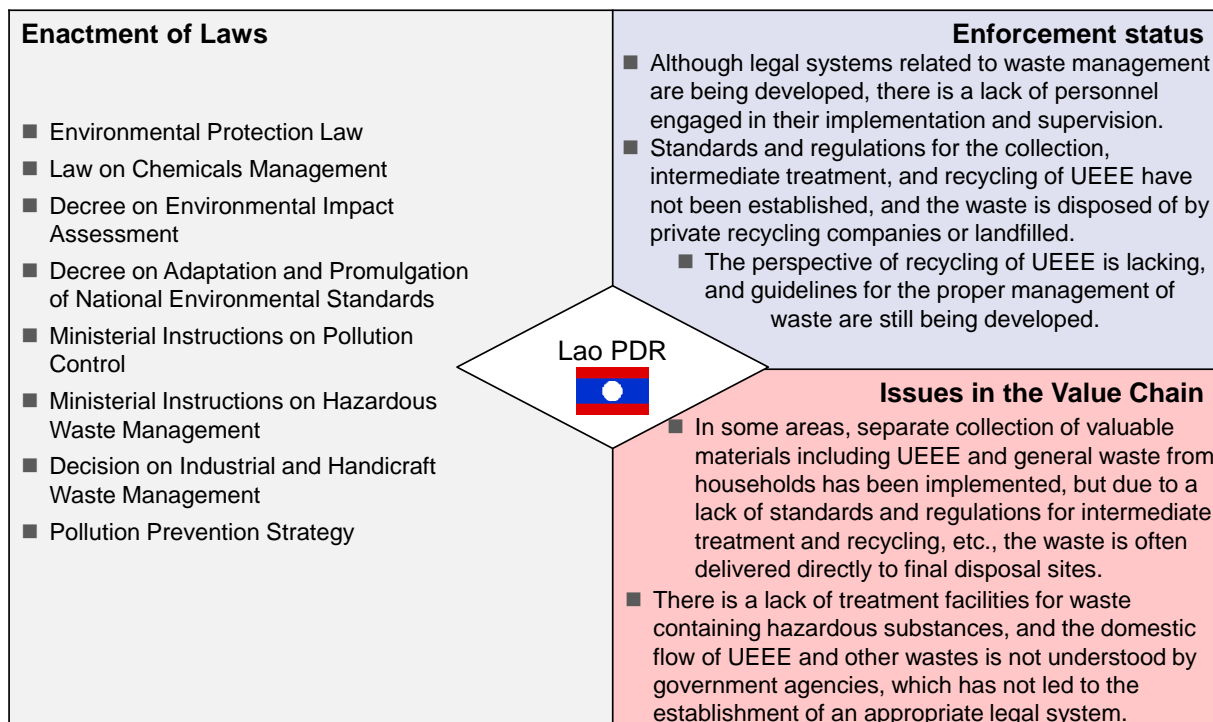 Enactment of Laws
■ Environmental Protection Law
■ Law on Chemicals Management
■ Decree on Environmental Impact
Assessment
■ Decree on Adaptation and Promulgation
of National Environmental Standards
■ Ministerial Instructions on Pollution
Control
■ Ministerial Instructions on Hazardous
Waste Management
■ Decision on Industrial and Handicraft
Waste Management
■ Pollution Prevention Strategy
Lao PDR
Enforcement status
■ Although legal systems related to waste management
are being developed, there is a lack of personnel
engaged in their implementation and supervision.
■ Standards and regulations for the collection,
intermediate treatment, and recycling of UEEE have
not been established, and the waste is disposed of by
private recycling companies or landfilled.
■ The perspective of recycling of UEEE is lacking,
and guidelines for the proper management of
waste are still being developed.
Issues in the Value Chain
■ In some areas, separate collection of valuable
materials including UEEE and general waste from
households has been implemented, but due to a
lack of standards and regulations for intermediate
treatment and recycling, etc., the waste is often
delivered directly to final disposal sites.
■ There is a lack of treatment facilities for waste
containing hazardous substances, and the domestic
flow of UEEE and other wastes is not understood by
government agencies, which has not led to the
establishment of an appropriate legal system.